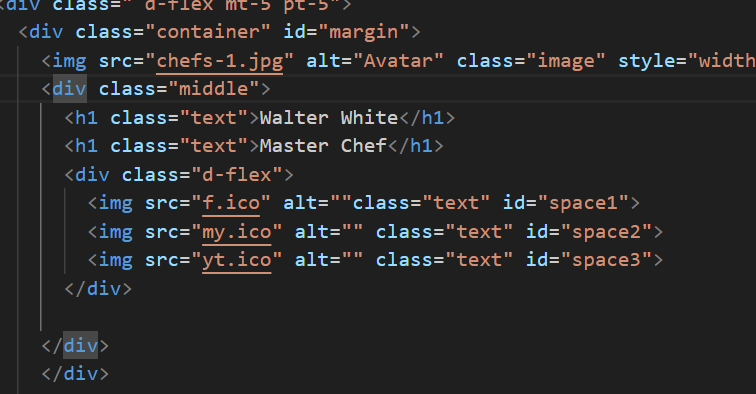 <div class=" d-flex mt-5 pt-5">
<div class="container" id="margin">
<img src="chefs-1.jpg" alt="Avatar" class="image" style="width
<div class="middle">
<h1 class="text">Walter White</h1>
<h1 class="text">Master Chef</h1>
<div class="d-flex">
<img src="f.ico" alt=""class="text" id="space1">
<img src="my.ico" alt="" class="text" id="space2">
<img src="yt.ico" alt="" class="text" id="space3">
</div>
</div>
</div>